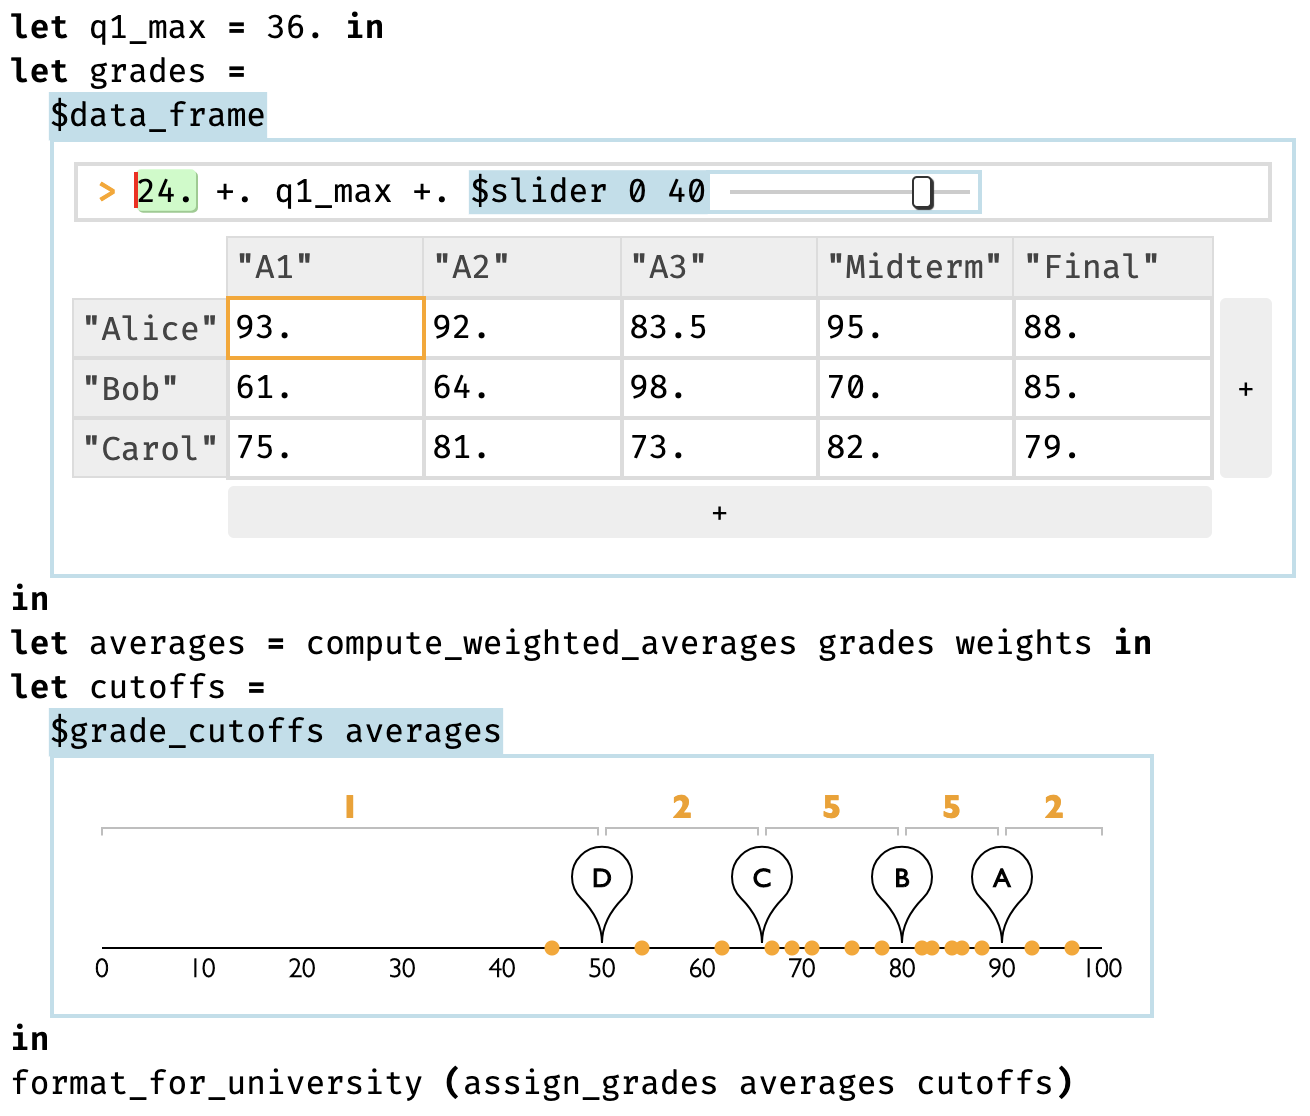 let q1_max = 36. in
let grades =
$data_frame
> 24. +. q1_max +. $slider 0 40
"A1" "A2" "A3" "Midterm" "Final"
"Alice" 93. 92. 83.5 95. 88.
"Bob" 61. 64. 98. 70. 85. +
"Carol" 75. 81. 73. 82. 79.
+
in
let averages = compute_weighted_averages grades weights in
let cutoffs =
$grade_cutoffs averages
1 2 5 5 2
D C B A
0 10 20 30 40 50 60 70 80 90 100
in
format_for_university (assign_grades averages cutoffs)